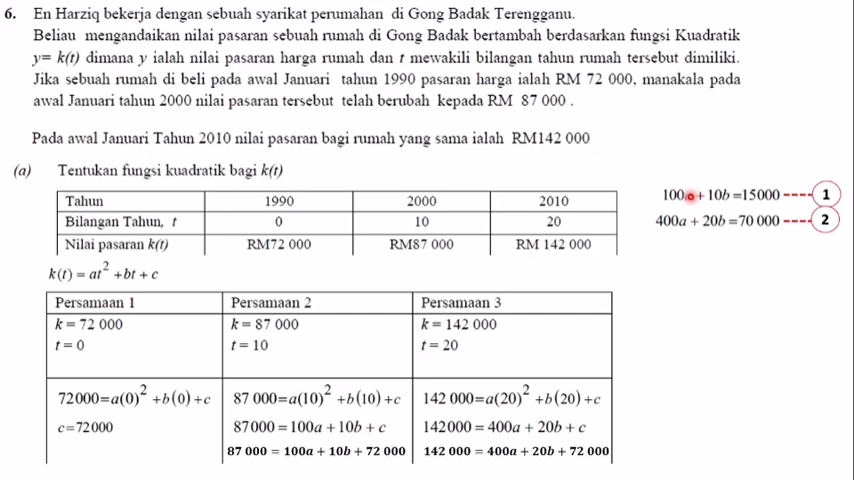 6. En Harziq bekerja dengan sebuah syarikat perumahan di Gong Badak Terengganu.
Beliau mengandaikan nilai pasaran sebuah rumah di Gong Badak bertambah berdasarkan fungsi Kuadratik
y= k(t) dimana y ialah nilai pasaran harga rumah dan t mewakili bilangan tahun rumah tersebut dimiliki.
Jika sebuah rumah di beli pada awal Januari tahun 1990 pasaran harga ialah RM 72 000, manakala pada
awal Januari tahun 2000 nilai pasaran tersebut telah berubah kepada RM 87 000 .
Pada awal Januari Tahun 2010 nilai pasaran bagi rumah yang sama ialah RM142 000
(a) Tentukan fungsi kuadratik bagi k(t)
Tahun 1990 2000 2010
Bilangan Tahun, t 0 10 20
Nilai pasaran k(t) RM72 000 RM87 000 RM 142 000
100a + 10b =15000 ---- 1
400a + 20b =70 000 ---- 2
k(t) = at² +bt + c
Persamaan 1 Persamaan 2 Persamaan 3
k = 72 000 k = 87 000 k = 142 000
t = 0 t = 10 t = 20
72000=a(0)² +b(0)+c 87 000=a(10)² +b(10)+c 142 000=a(20)² +b(20)+c
c=72000 87000=100a + 10b + c 142000=400a + 20b + c
87 000 = 100a + 10b + 72 000 142 000 = 400a + 20b + 72 000